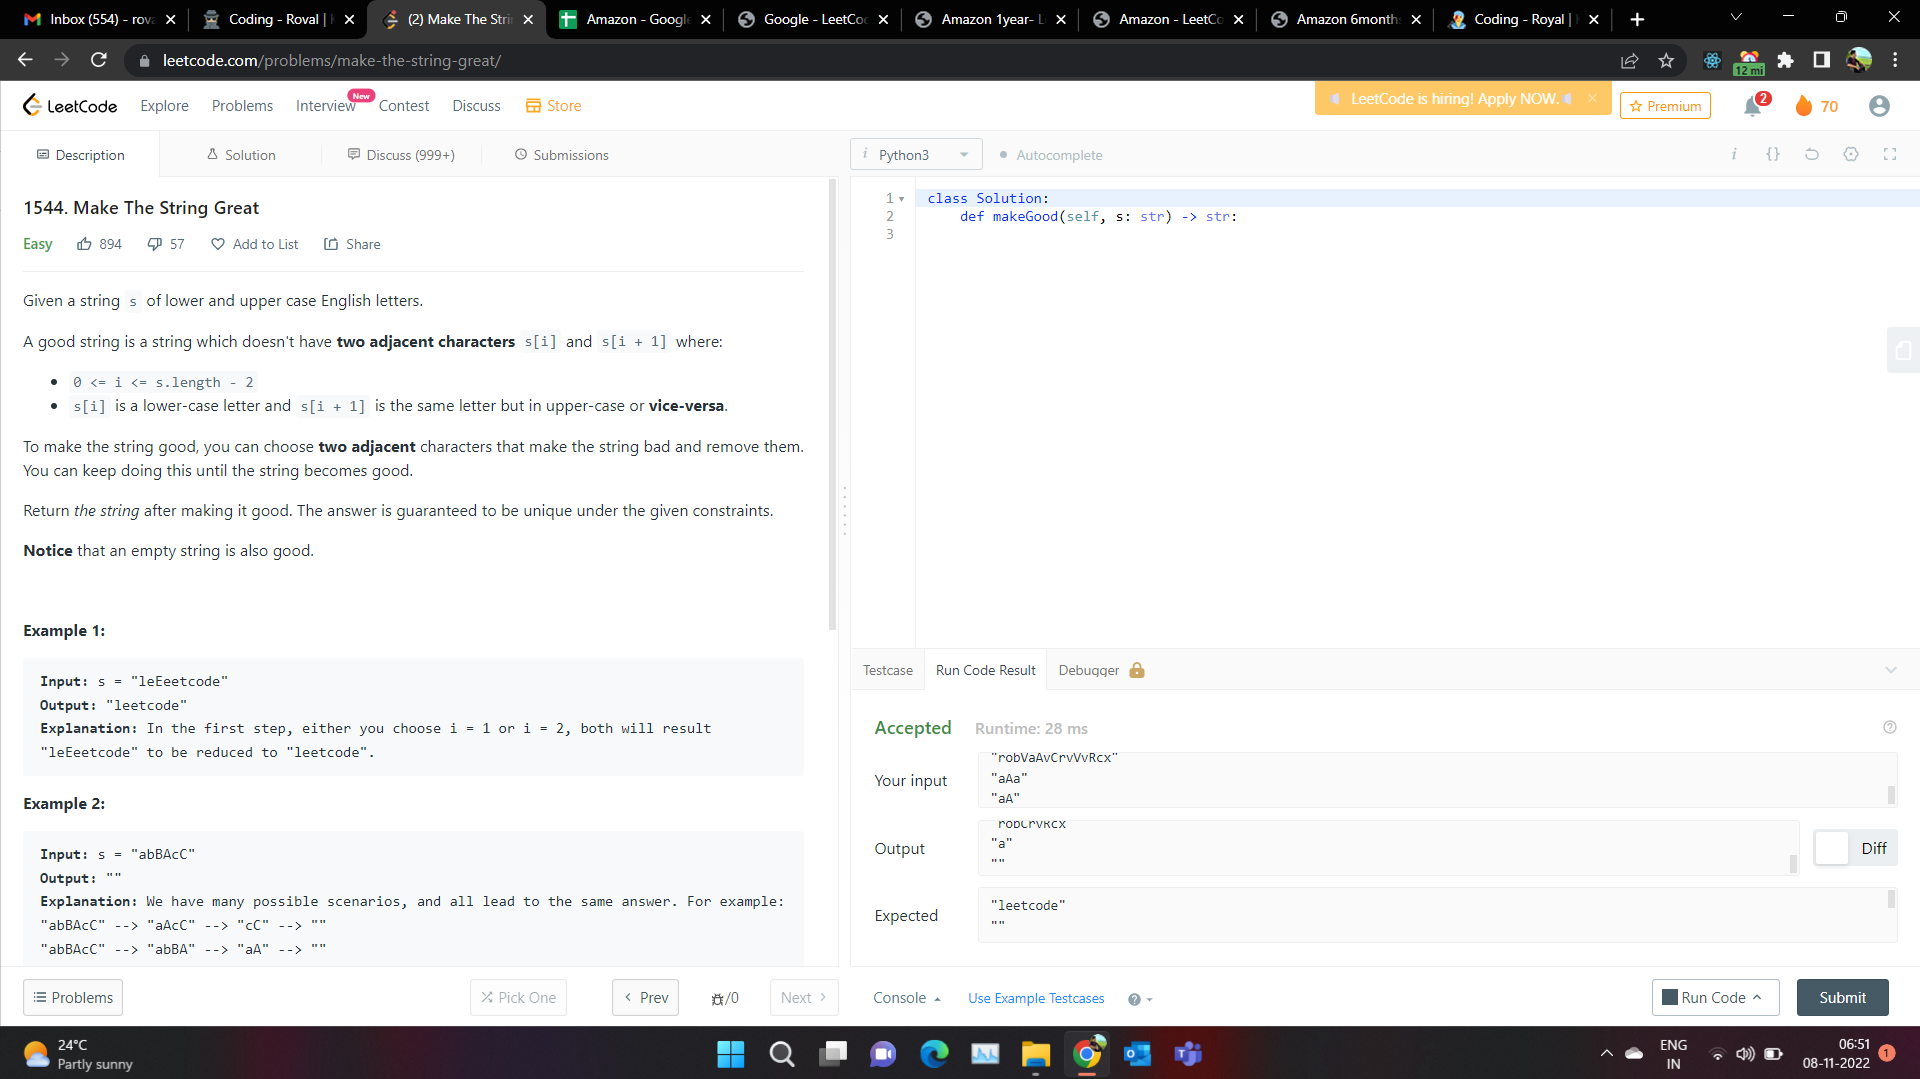 Inbox (554) - rova
Coding - Roval |
(2) Make The Stri
Amazon - Google
Google - LeetCo
Amazon 1year- L
Amazon - LeetCo
Amazon 6month
Coding - Royal |
leetcode.com/problems/make-the-string-great/
12 mi
LeetCode
Explore
Problems
Interview
New
Contest
Discuss
Store
LeetCode is hiring! Apply NOW.
Premium
2
70
Description
Solution
Discuss (999+)
Submissions
i Python3
Autocomplete
1544. Make The String Great
Easy 894 57 Add to List Share
Given a string s of lower and upper case English letters.
A good string is a string which doesn't have two adjacent characters s[i] and s[i + 1] where:
• 0 <= i <= s.length - 2
• s[i] is a lower-case letter and s[i + 1] is the same letter but in upper-case or vice-versa.
To make the string good, you can choose two adjacent characters that make the string bad and remove them.
You can keep doing this until the string becomes good.
Return the string after making it good. The answer is guaranteed to be unique under the given constraints.
Notice that an empty string is also good.
Example 1:
Input: s = "leEeetcode"
Output: "leetcode"
Explanation: In the first step, either you choose i = 1 or i = 2, both will result
"leEeetcode" to be reduced to "leetcode".
Example 2:
Input: s = "abBAcC"
Output: ""
Explanation: We have many possible scenarios, and all lead to the same answer. For example:
"abBAcC" --> "aAcC" --> "cC" --> ""
"abBAcC" --> "abBA" --> "aA" --> ""
1 class Solution:
2 def makeGood(self, s: str) -> str:
3
Testcase
Run Code Result
Debugger
Accepted
Runtime: 28 ms
Your input
"robVaAvCrvVvRcx"
"aAa"
"aA"
Output
robCrvRcx
"a"
""
Diff
Expected
"leetcode"
""
Problems
Pick One
Prev
/0
Next
Console
Use Example Testcases
Run Code
Submit
24°C
Partly sunny
ENG
IN
06:51
08-11-2022
1